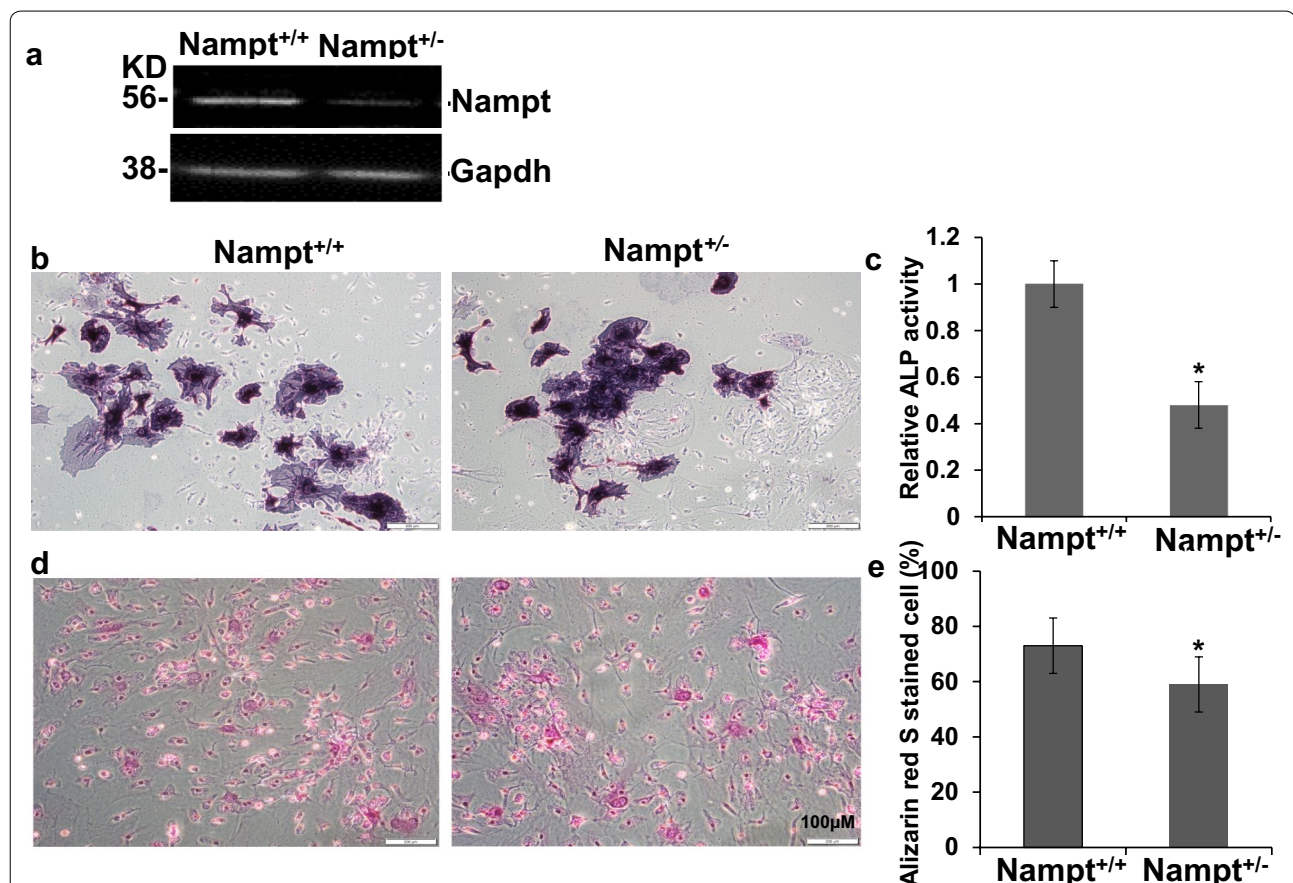 a
Nampt+/+ Nampt+/-
KD
56- -Nampt
38- -Gapdh
b
Nampt+/+
Nampt+/-
c
Relative ALP activity
1.2
1
0.8
0.6
0.4
0.2
0
*
Nampt+/+ Nampt+/-
d
100µM
e
Alizarin red S stained cell (%)
100
80
60
40
20
0
*
Nampt+/+ Nampt+/-